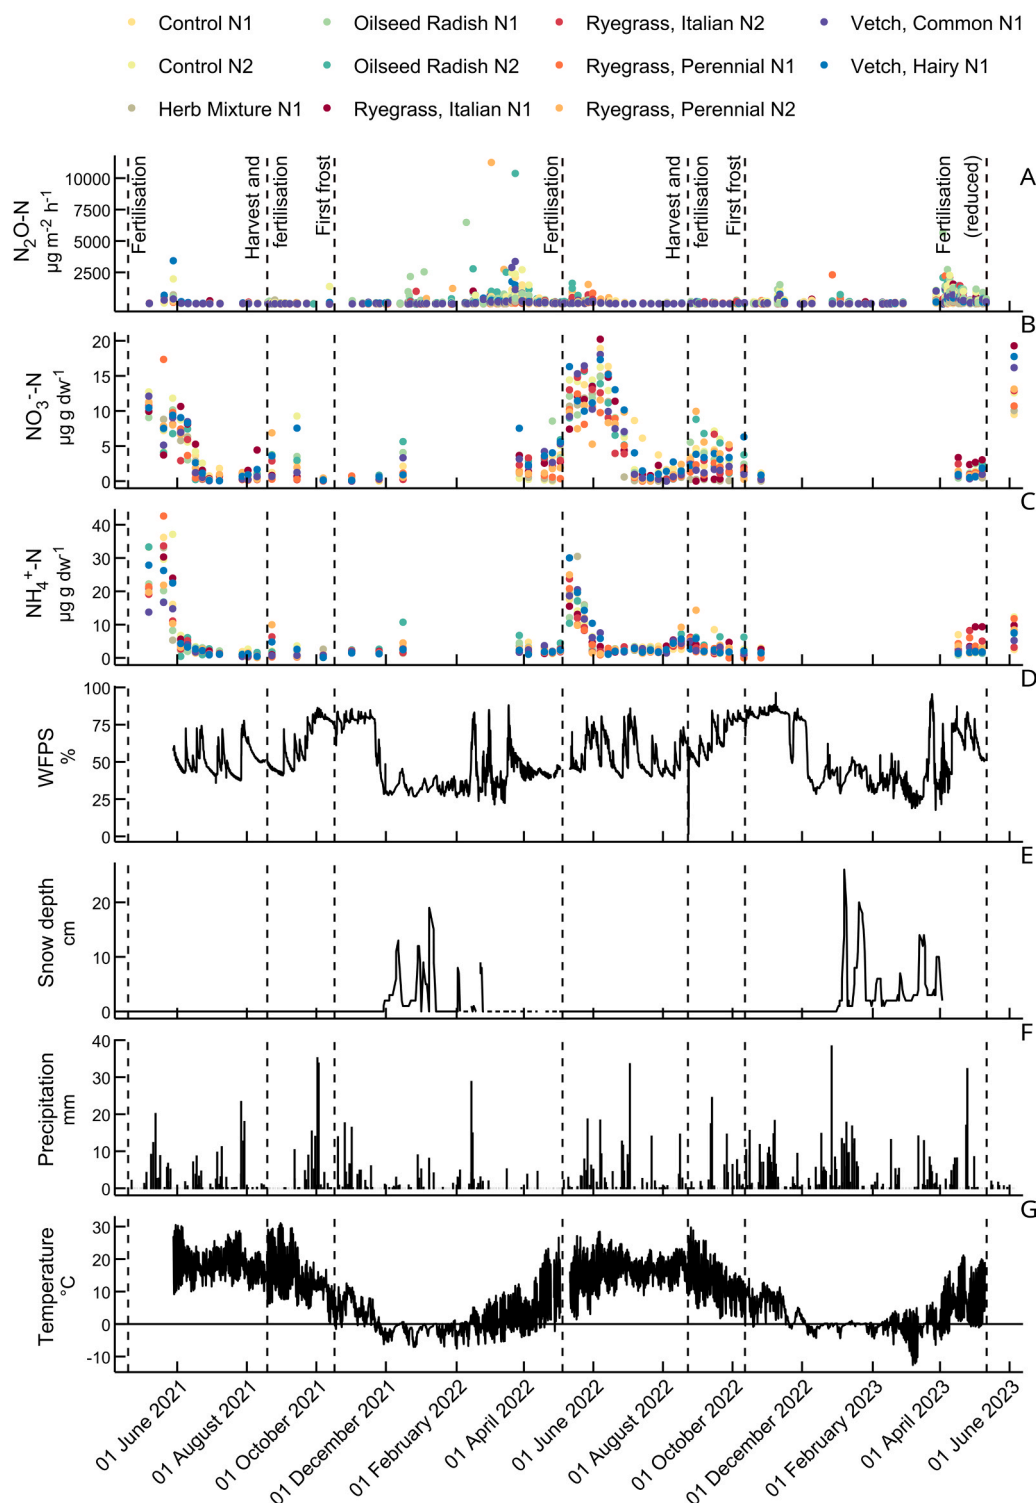 Control N1
Oilseed Radish N1
Ryegrass, Italian N2
Vetch, Common N1
Control N2
Oilseed Radish N2
Ryegrass, Perennial N1
Vetch, Hairy N1
Herb Mixture N1
Ryegrass, Italian N1
Ryegrass, Perennial N2
A
N₂O-N
µg m⁻² h⁻¹
10000
7500
5000
2500
Fertilisation
Harvest and
fertilisation
First frost
Fertilisation
Harvest and
fertilisation
First frost
Fertilisation
(reduced)
B
NO₃⁻-N
µg g dw⁻¹
20
15
10
5
0
C
NH₄⁺-N
µg g dw⁻¹
40
30
20
10
0
D
WFPS
%
100
75
50
25
0
E
Snow depth
cm
20
10
0
F
Precipitation
mm
40
30
20
10
0
G
Temperature
°C
30
20
10
0
-10
01 June 2021
01 August 2021
01 October 2021
01 December 2021
01 February 2022
01 April 2022
01 June 2022
01 August 2022
01 October 2022
01 December 2022
01 February 2023
01 April 2023
01 June 2023